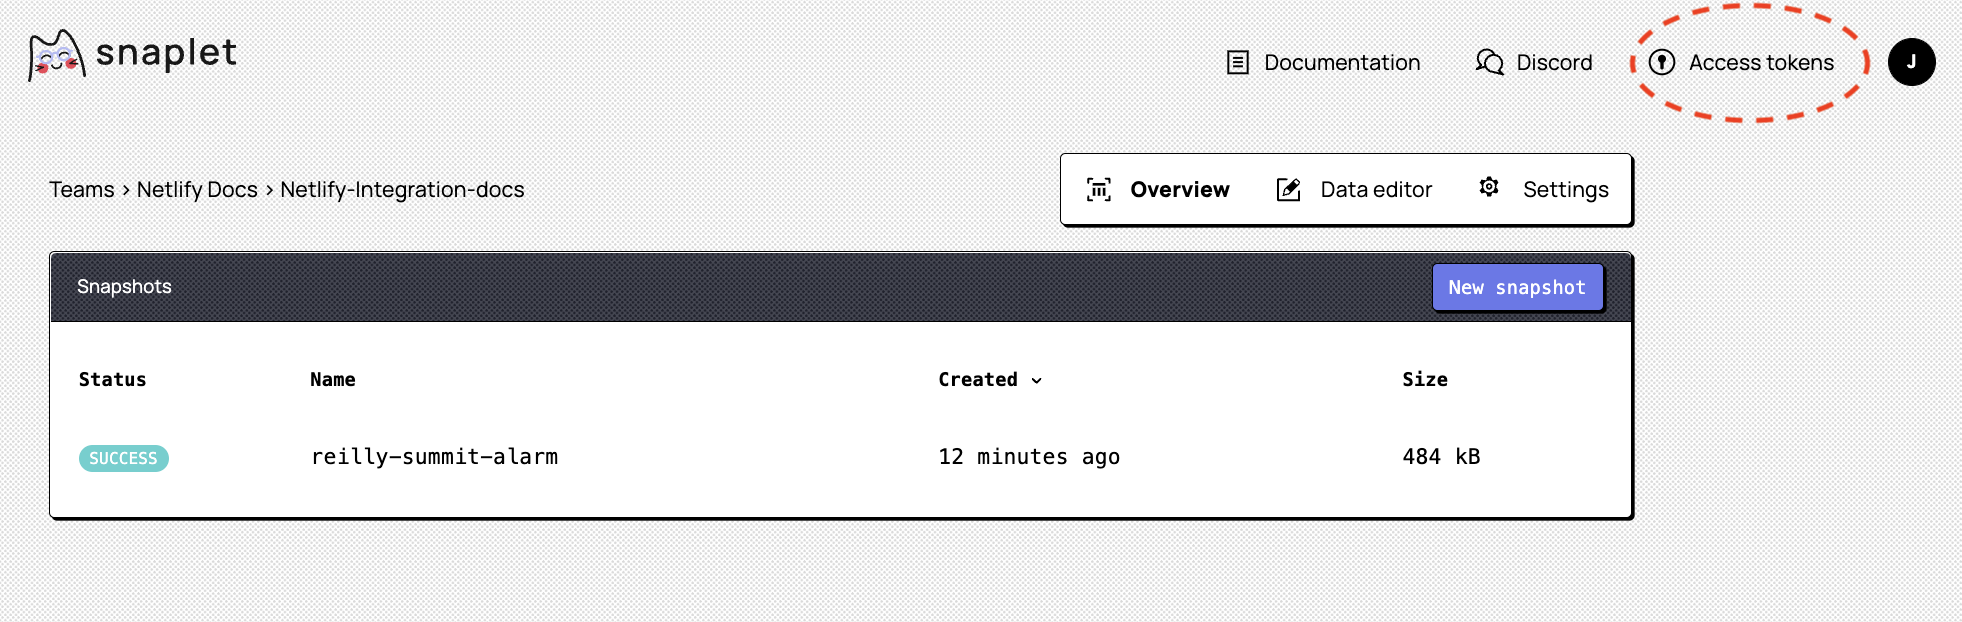 snaplet
Documentation
Discord
Access tokens
J
Teams > Netlify Docs > Netlify-Integration-docs
Overview
Data editor
Settings
Snapshots
New snapshot
Status Name Created Size
SUCCESS reilly-summit-alarm 12 minutes ago 484 kB